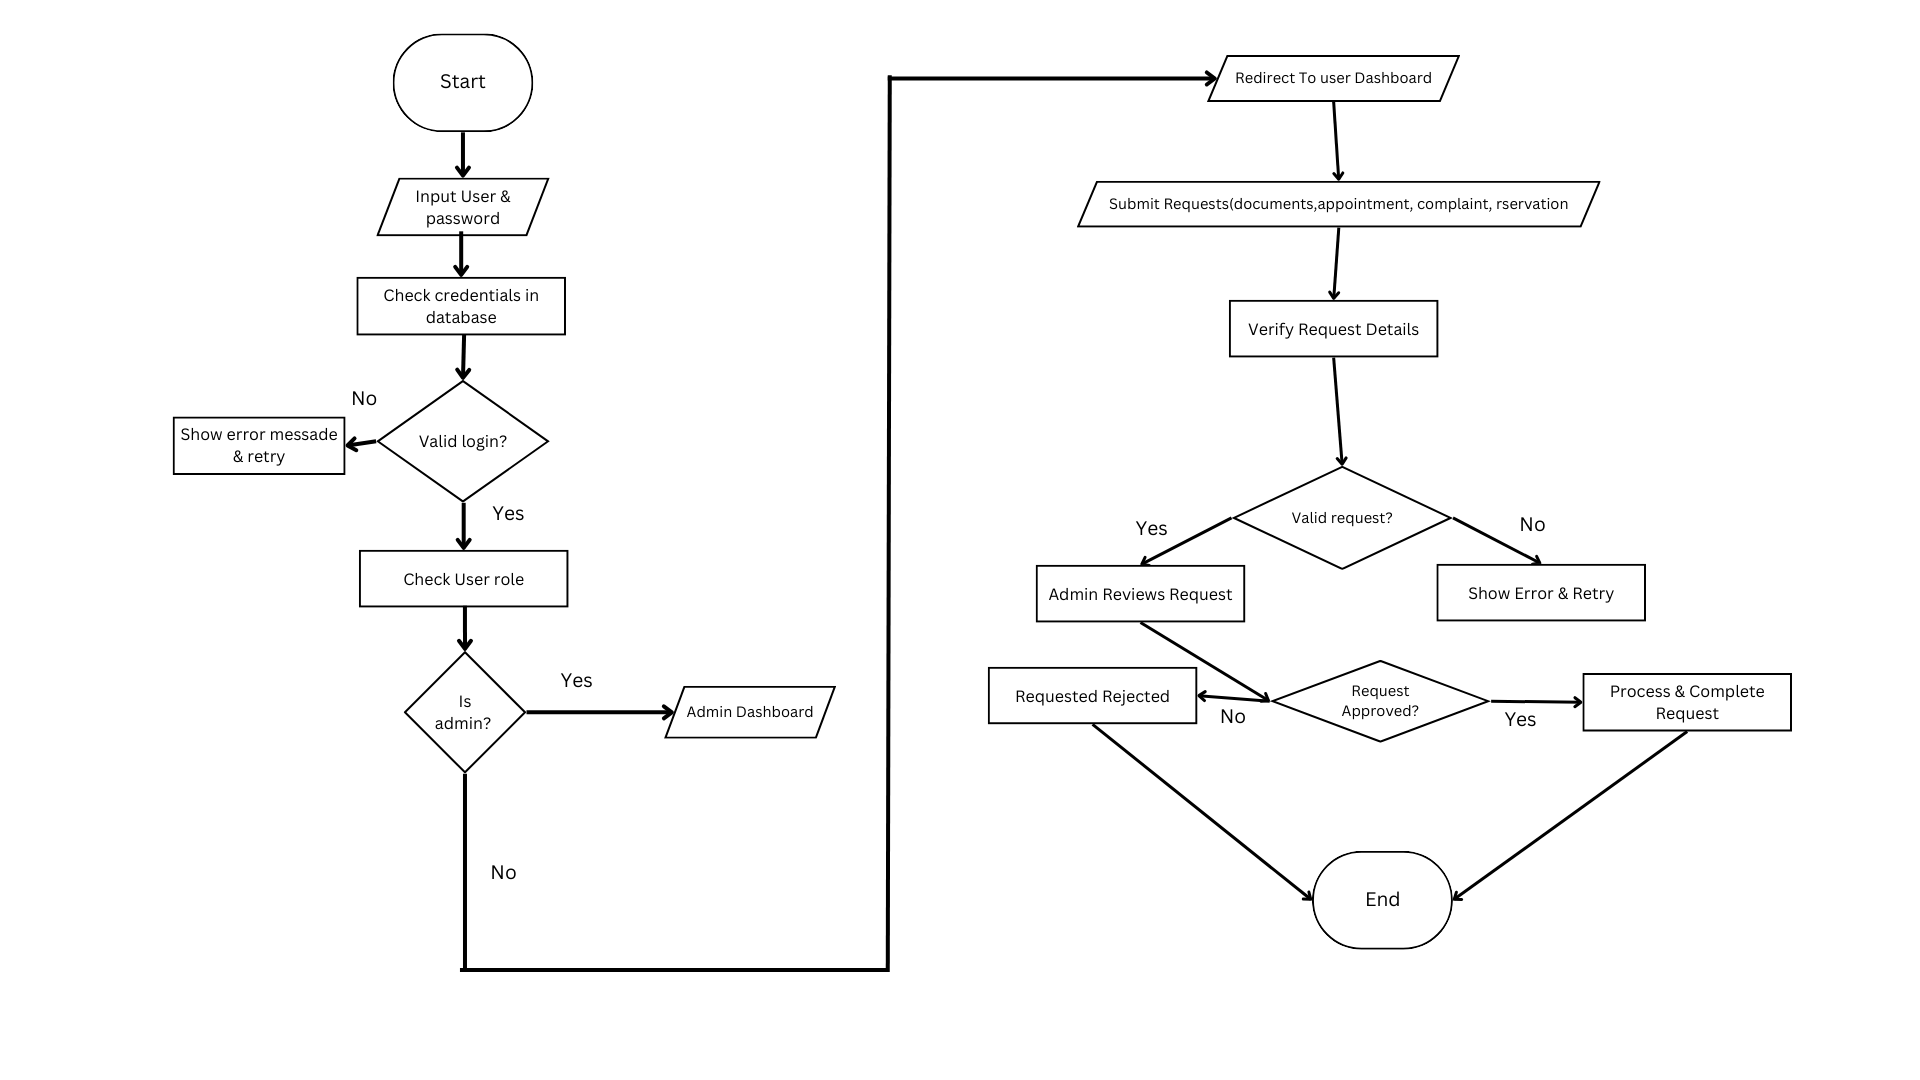 Start
Input User &
password
Check credentials in
database
No
Show error messade
& retry
Valid login?
Yes
Check User role
Is
admin?
Yes
Admin Dashboard
No
Redirect To user Dashboard
Submit Requests(documents,appointment, complaint, rservation
Verify Request Details
Valid request?
Yes
No
Admin Reviews Request
Show Error & Retry
Requested Rejected
No
Request
Approved?
Yes
Process & Complete
Request
End